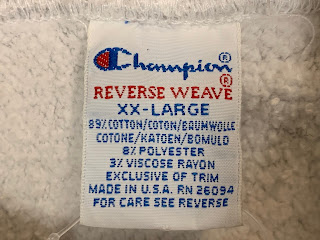 Champion®
®
REVERSE WEAVE
XX-LARGE
89% COTTON/COTON/BAUMWOLLE
COTONE/KATOEN/BOMULD
8% POLYESTER
3% VISCOSE RAYON
EXCLUSIVE OF TRIM
MADE IN U.S.A. RN 26094
FOR CARE SEE REVERSE